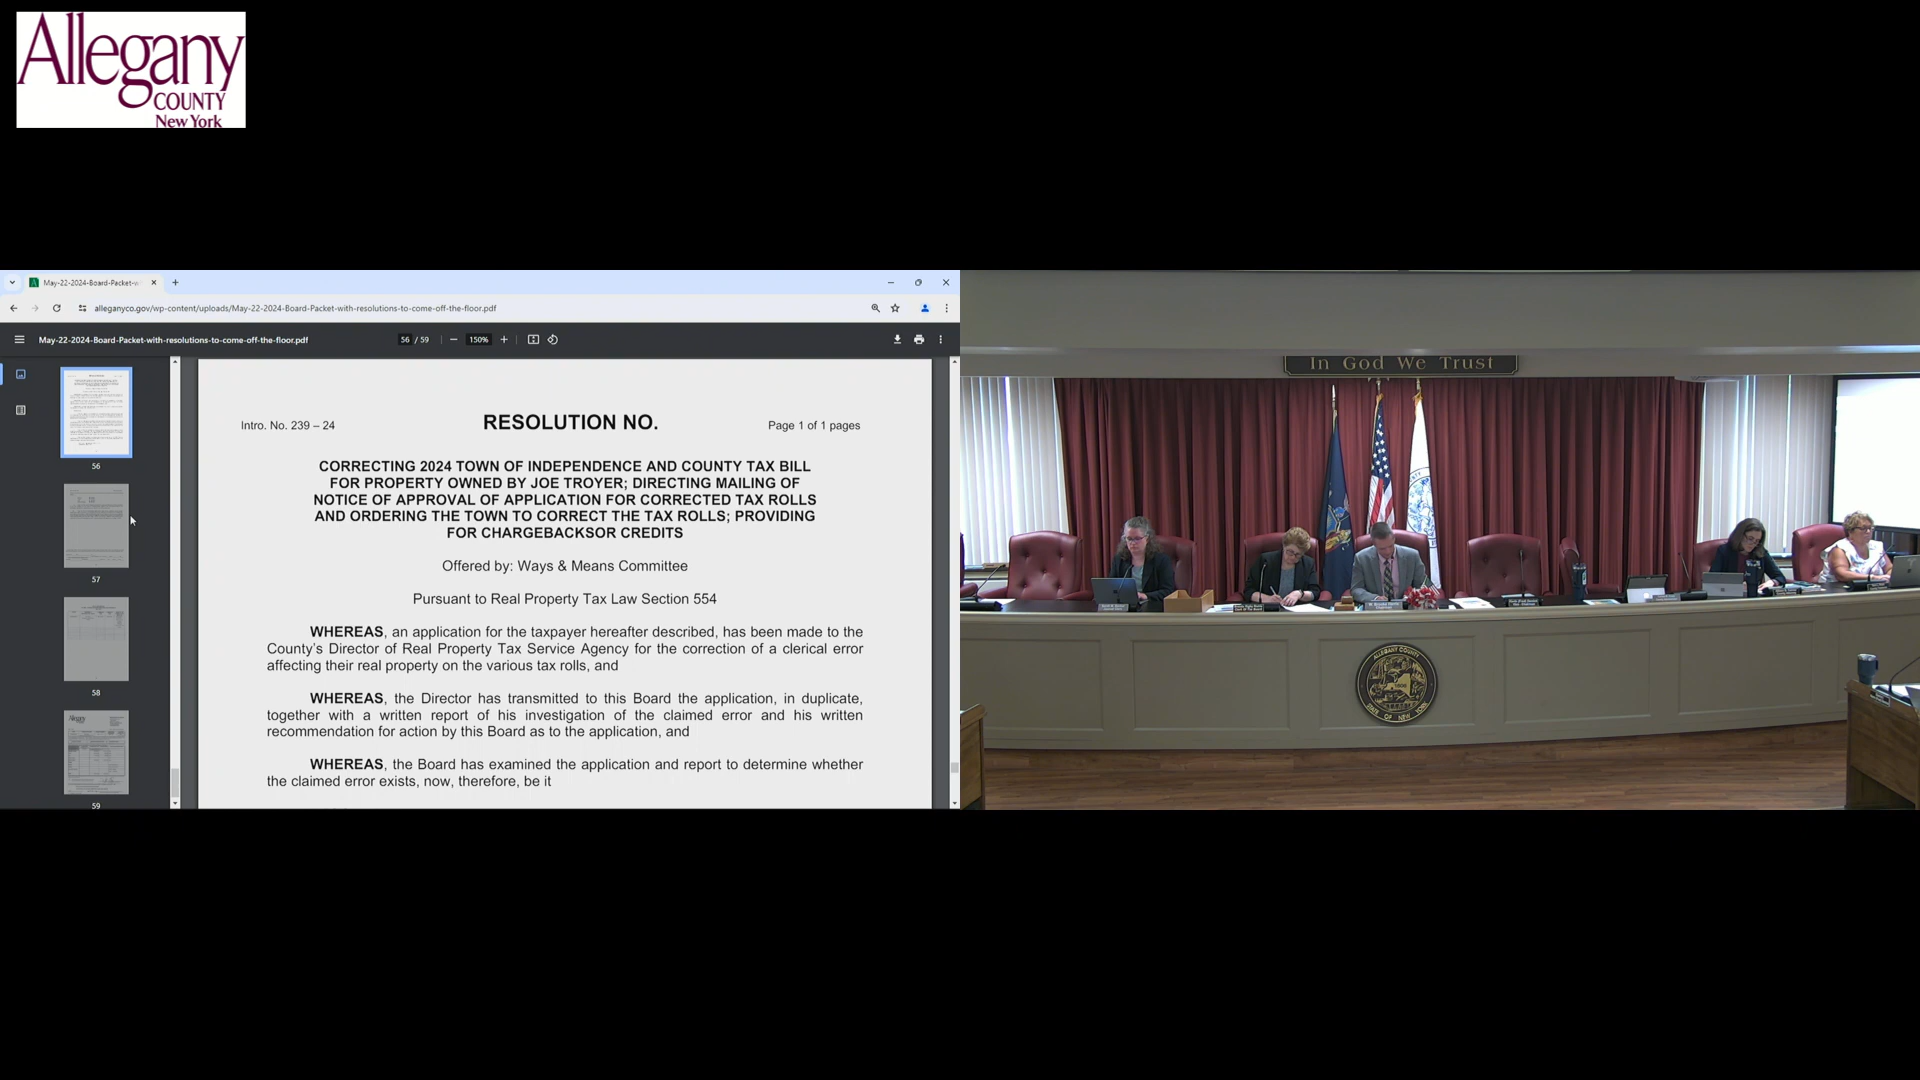 Allegany
COUNTY
New York
May-22-2024-Board-Packet-w
alleganyco.gov/wp-content/uploads/May-22-2024-Board-Packet-with-resolutions-to-come-off-the-floor.pdf
May-22-2024-Board-Packet-with-resolutions-to-come-off-the-floor.pdf
56 / 59
150%
56
57
58
59
Intro. No. 239 – 24
RESOLUTION NO.
Page 1 of 1 pages
CORRECTING 2024 TOWN OF INDEPENDENCE AND COUNTY TAX BILL
FOR PROPERTY OWNED BY JOE TROYER; DIRECTING MAILING OF
NOTICE OF APPROVAL OF APPLICATION FOR CORRECTED TAX ROLLS
AND ORDERING THE TOWN TO CORRECT THE TAX ROLLS; PROVIDING
FOR CHARGEBACKSOR CREDITS
Offered by: Ways & Means Committee
Pursuant to Real Property Tax Law Section 554
WHEREAS, an application for the taxpayer hereafter described, has been made to the
County's Director of Real Property Tax Service Agency for the correction of a clerical error
affecting their real property on the various tax rolls, and
WHEREAS, the Director has transmitted to this Board the application, in duplicate,
together with a written report of his investigation of the claimed error and his written
recommendation for action by this Board as to the application, and
WHEREAS, the Board has examined the application and report to determine whether
the claimed error exists, now, therefore, be it
In God We Trust
ALLEGANY COUNTY
STATE OF NEW YORK